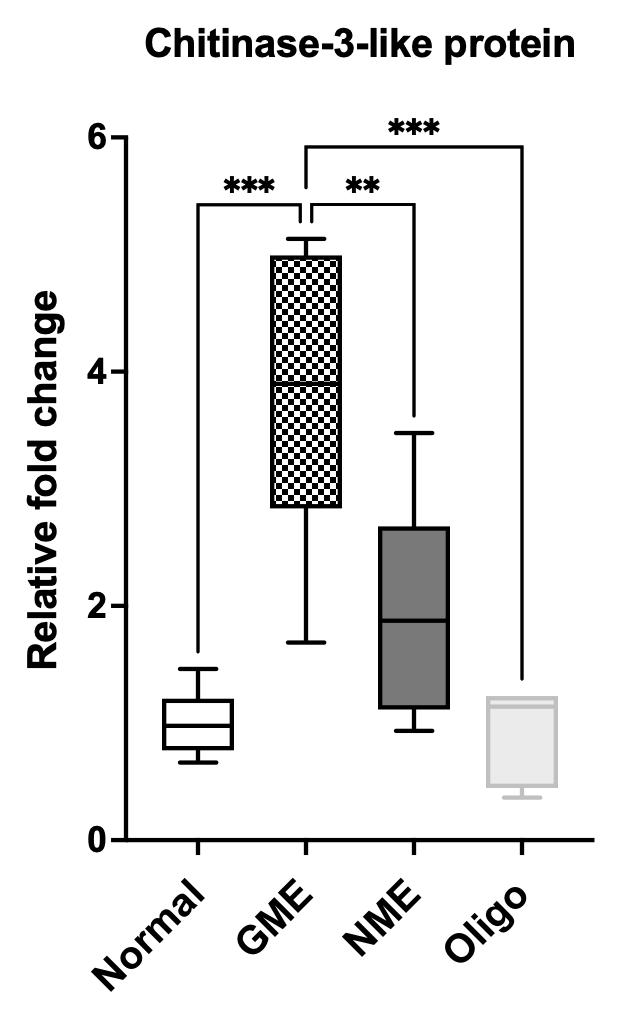 Chitinase-3-like protein
Relative fold change
6
4
2
0
***
***
**
Normal
GME
NME
Oligo